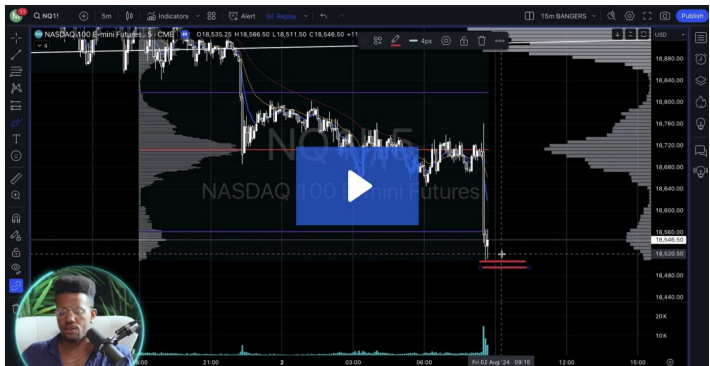 11
NQ1!
5m
Indicators
Alert
Replay
15m BANGERS
Publish
NASDAQ 100 E-mini Futures · 5 · CME
O18,535.25 H18,566.50 L18,511.50 C18,546.50
4
4px
USD
18,880.00
18,840.00
18,800.00
18,760.00
18,720.00
18,680.00
18,640.00
18,600.00
18,560.00
18,546.50
18,520.50
18,480.00
18,440.00
NASDAQ 100 E-mini Futures
20K
10K
21:00
2
03:00
06:00
Fri 02 Aug '24 09:15
12:00
15:00